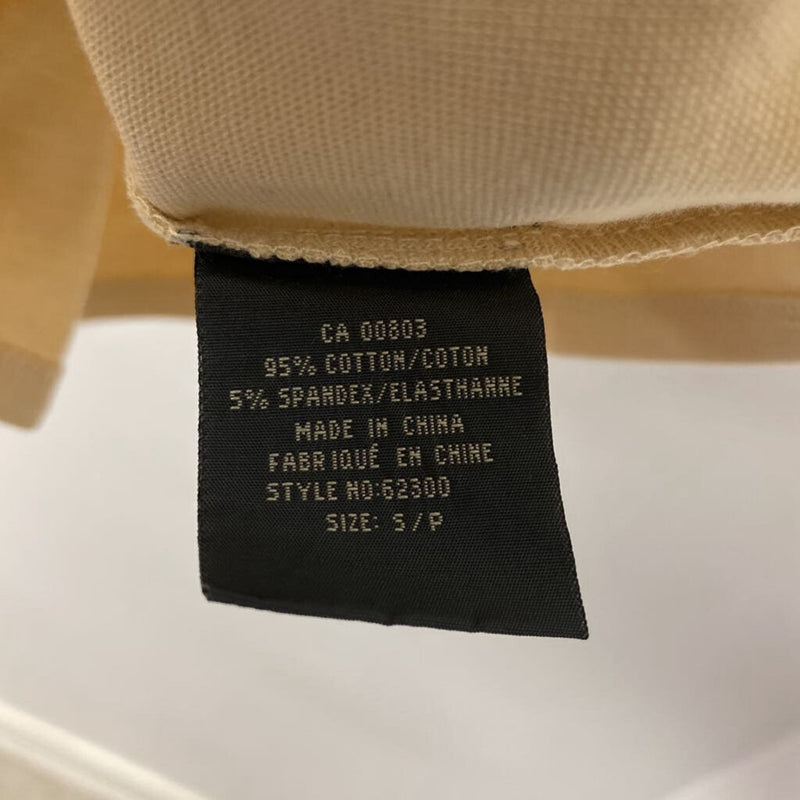 CA 00803
95% COTTON/COTON
5% SPANDEX/ELASTHANNE
MADE IN CHINA
FABRIQUÉ EN CHINE
STYLE NO:62300
SIZE: S/P